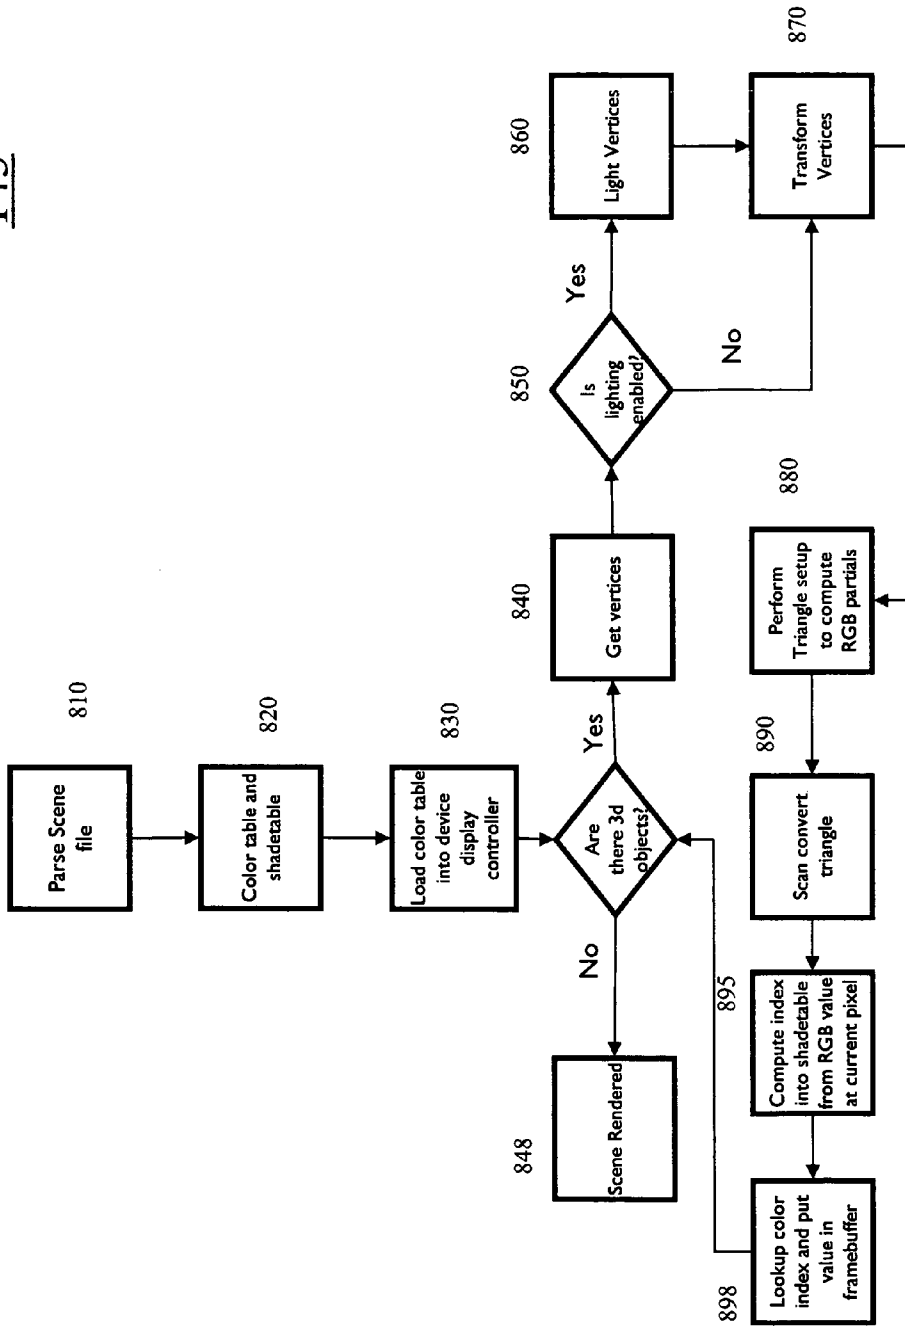 810
Parse Scene
file
820
Color table and
shadetable
830
Load color table
into device
display
controller
Are
there 3d
objects?
Yes
No
848
Scene Rendered
840
Get vertices
850
Is
lighting
enabled?
Yes
No
860
Light Vertices
870
Transform
Vertices
880
Perform
Triangle setup
to compute
RGB partials
890
Scan convert
triangle
895
Compute index
into shadetable
from RGB value
at current pixel
898
Lookup color
index and put
value in
framebuffer